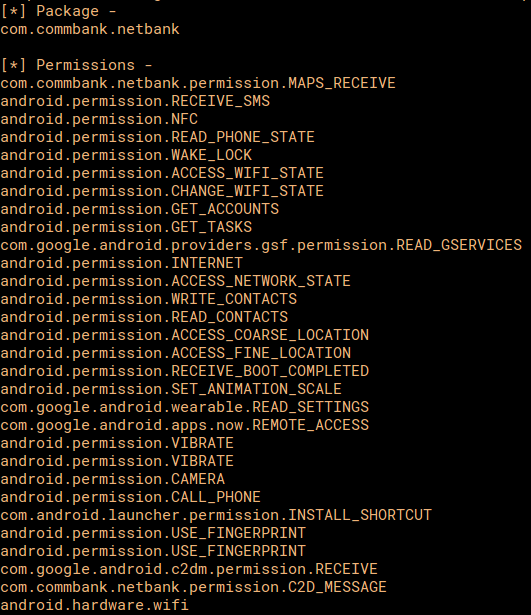 [*] Package -
com.commbank.netbank
[*] Permissions -
com.commbank.netbank.permission.MAPS_RECEIVE
android.permission.RECEIVE_SMS
android.permission.NFC
android.permission.READ_PHONE_STATE
android.permission.WAKE_LOCK
android.permission.ACCESS_WIFI_STATE
android.permission.CHANGE_WIFI_STATE
android.permission.GET_ACCOUNTS
android.permission.GET_TASKS
com.google.android.providers.gsf.permission.READ_GSERVICES
android.permission.INTERNET
android.permission.ACCESS_NETWORK_STATE
android.permission.WRITE_CONTACTS
android.permission.READ_CONTACTS
android.permission.ACCESS_COARSE_LOCATION
android.permission.ACCESS_FINE_LOCATION
android.permission.RECEIVE_BOOT_COMPLETED
android.permission.SET_ANIMATION_SCALE
com.google.android.wearable.READ_SETTINGS
com.google.android.apps.now.REMOTE_ACCESS
android.permission.VIBRATE
android.permission.VIBRATE
android.permission.CAMERA
android.permission.CALL_PHONE
com.android.launcher.permission.INSTALL_SHORTCUT
android.permission.USE_FINGERPRINT
android.permission.USE_FINGERPRINT
com.google.android.c2dm.permission.RECEIVE
com.commbank.netbank.permission.C2D_MESSAGE
android.hardware.wifi